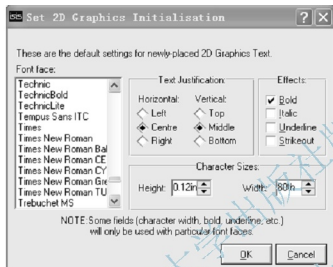 ISIS Set 2D Graphics Initialisation
These are the default settings for newly-placed 2D Graphics Text.
Font face:
Technic
TechnicBold
TechnicLite
Tempus Sans ITC
Times
Times New Roman
Times New Roman Bal
Times New Roman CE
Times New Roman CY
Times New Roman Gre
Times New Roman TU
Trebuchet MS
Text Justification:
Horizontal: Vertical:
Left Top
Centre Middle
Right Bottom
Effects:
Bold
Italic
Underline
Strikeout
Character Sizes:
Height: 0.12in Width: 80th
NOTE: Some fields (character width, bold, underline, etc.)
will only be used with particular font faces.
OK Cancel